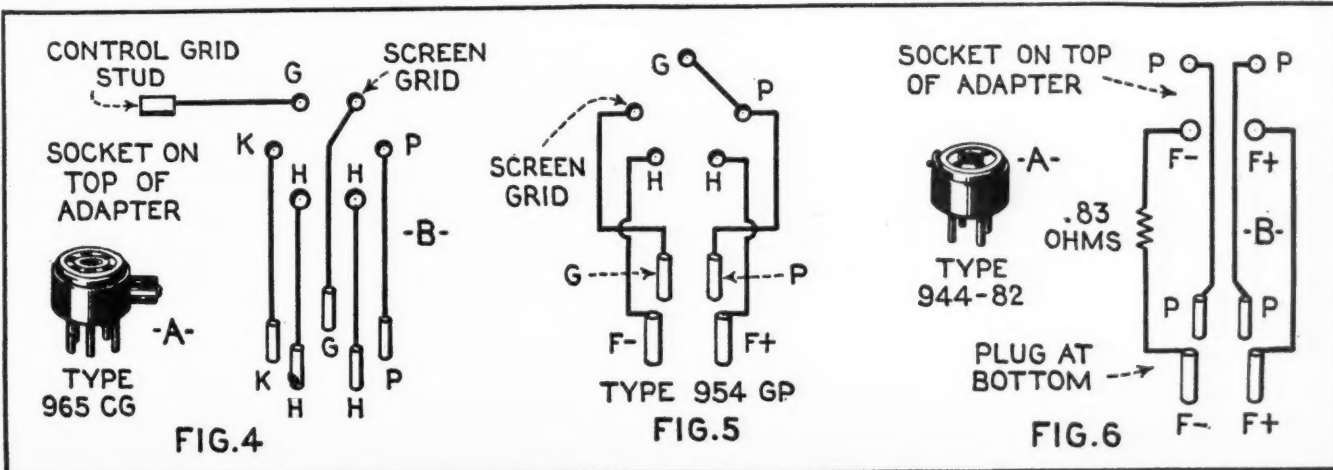 CONTROL GRID
STUD
G
SCREEN
GRID
K
H
H
P
SOCKET ON
TOP OF
ADAPTER
-A-
-B-
TYPE
965 CG
K
H
G
H
P
FIG.4
G
P
SCREEN
GRID
H
H
G
P
F-
F+
TYPE 954 GP
FIG.5
SOCKET ON TOP
OF ADAPTER
P
P
F-
F+
-A-
TYPE
944-82
.83
OHMS
-B-
P
P
PLUG AT
BOTTOM
F-
F+
FIG.6